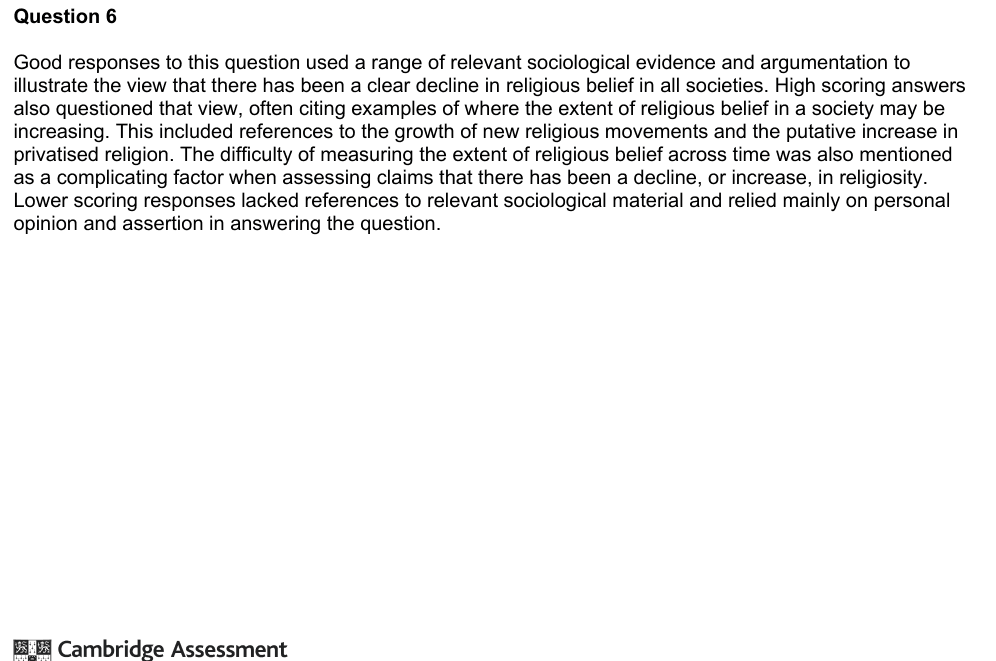 Question 6
Good responses to this question used a range of relevant sociological evidence and argumentation to
illustrate the view that there has been a clear decline in religious belief in all societies. High scoring answers
also questioned that view, often citing examples of where the extent of religious belief in a society may be
increasing. This included references to the growth of new religious movements and the putative increase in
privatised religion. The difficulty of measuring the extent of religious belief across time was also mentioned
as a complicating factor when assessing claims that there has been a decline, or increase, in religiosity.
Lower scoring responses lacked references to relevant sociological material and relied mainly on personal
opinion and assertion in answering the question.
Cambridge Assessment